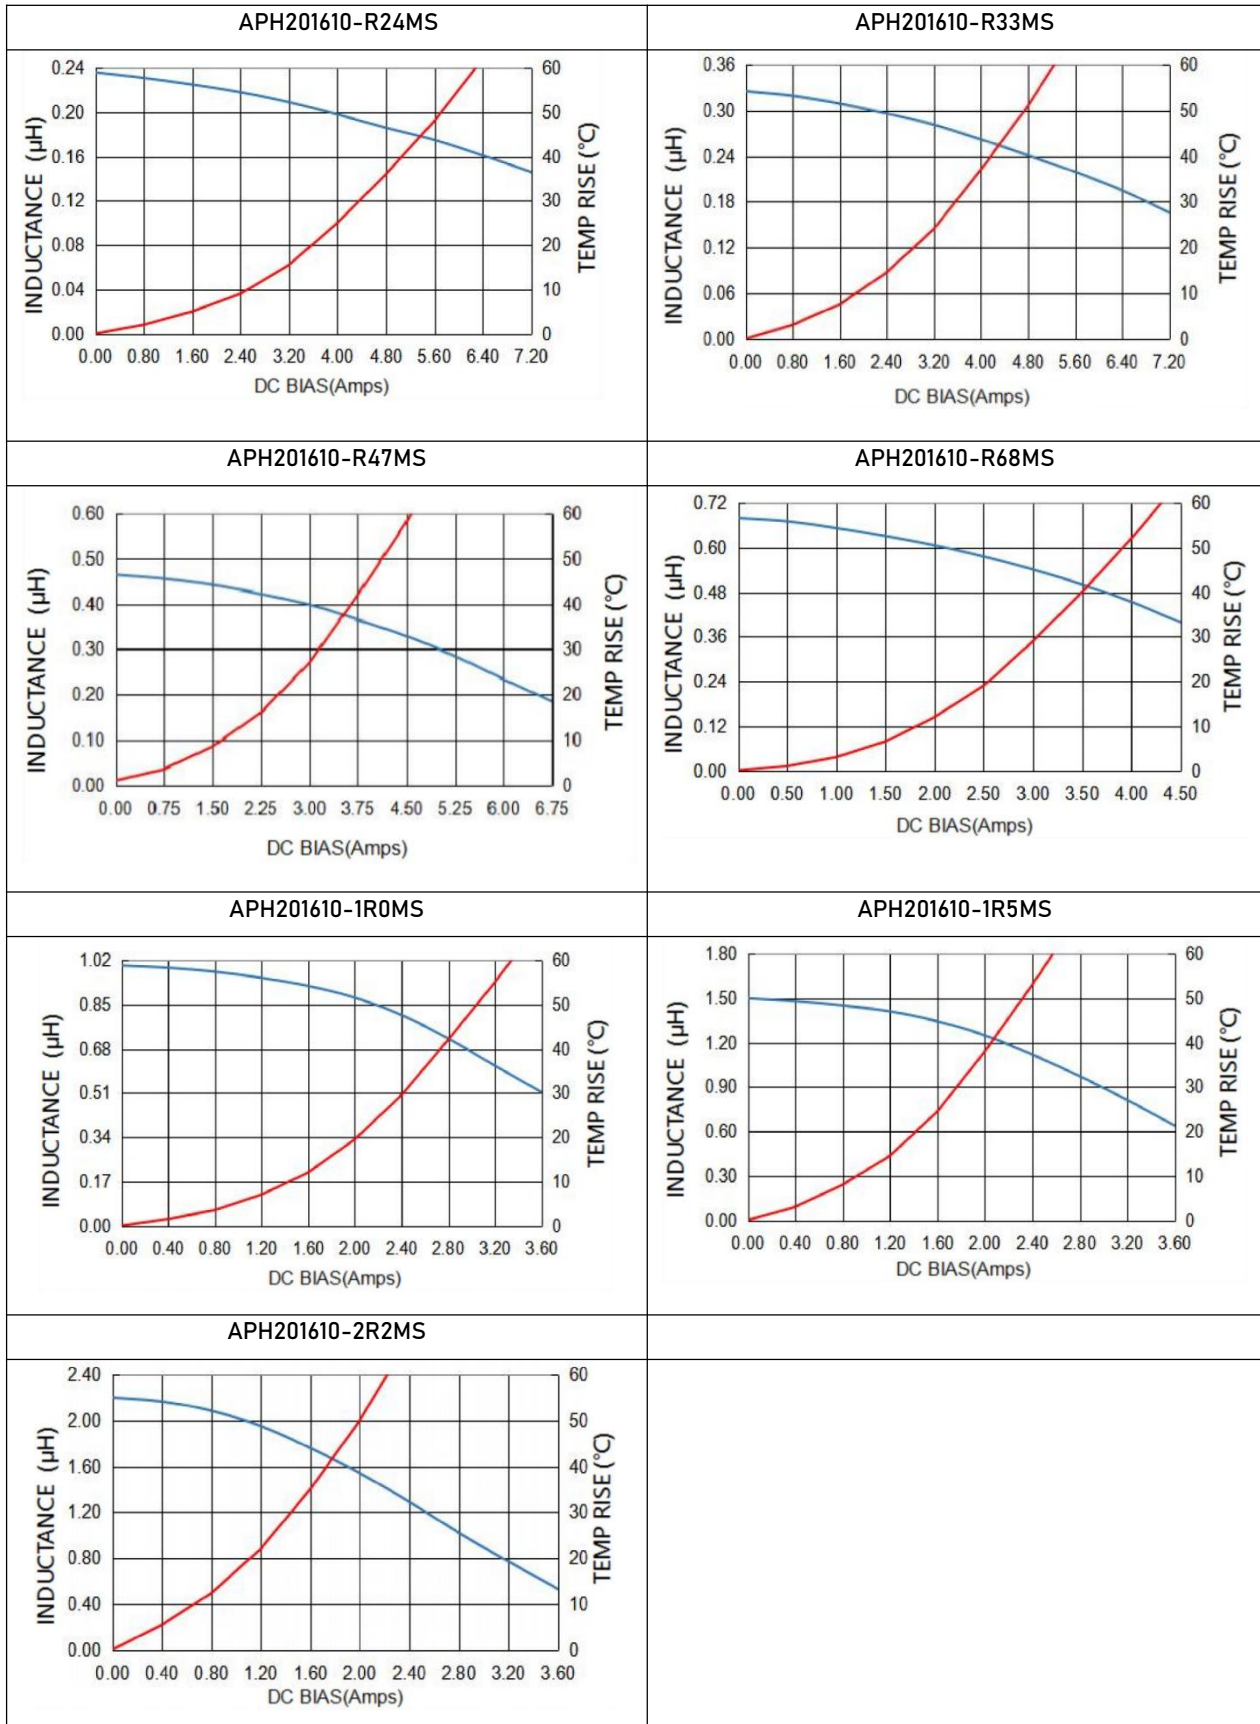 APH201610-R24MS
APH201610-R33MS
0.24
0.20
0.16
0.12
0.08
0.04
0.00
INDUCTANCE (μH)
60
50
40
30
20
10
0
TEMP RISE (°C)
0.00 0.80 1.60 2.40 3.20 4.00 4.80 5.60 6.40 7.20
DC BIAS(Amps)
0.36
0.30
0.24
0.18
0.12
0.06
0.00
INDUCTANCE (μH)
60
50
40
30
20
10
0
TEMP RISE (°C)
0.00 0.80 1.60 2.40 3.20 4.00 4.80 5.60 6.40 7.20
DC BIAS(Amps)
APH201610-R47MS
APH201610-R68MS
0.60
0.50
0.40
0.30
0.20
0.10
0.00
INDUCTANCE (μH)
60
50
40
30
20
10
0
TEMP RISE (°C)
0.00 0.75 1.50 2.25 3.00 3.75 4.50 5.25 6.00 6.75
DC BIAS(Amps)
0.72
0.60
0.48
0.36
0.24
0.12
0.00
INDUCTANCE (μH)
60
50
40
30
20
10
0
TEMP RISE (°C)
0.00 0.50 1.00 1.50 2.00 2.50 3.00 3.50 4.00 4.50
DC BIAS(Amps)
APH201610-1R0MS
APH201610-1R5MS
1.02
0.85
0.68
0.51
0.34
0.17
0.00
INDUCTANCE (μH)
60
50
40
30
20
10
0
TEMP RISE (°C)
0.00 0.40 0.80 1.20 1.60 2.00 2.40 2.80 3.20 3.60
DC BIAS(Amps)
1.80
1.50
1.20
0.90
0.60
0.30
0.00
INDUCTANCE (μH)
60
50
40
30
20
10
0
TEMP RISE (°C)
0.00 0.40 0.80 1.20 1.60 2.00 2.40 2.80 3.20 3.60
DC BIAS(Amps)
APH201610-2R2MS
2.40
2.00
1.60
1.20
0.80
0.40
0.00
INDUCTANCE (μH)
60
50
40
30
20
10
0
TEMP RISE (°C)
0.00 0.40 0.80 1.20 1.60 2.00 2.40 2.80 3.20 3.60
DC BIAS(Amps)